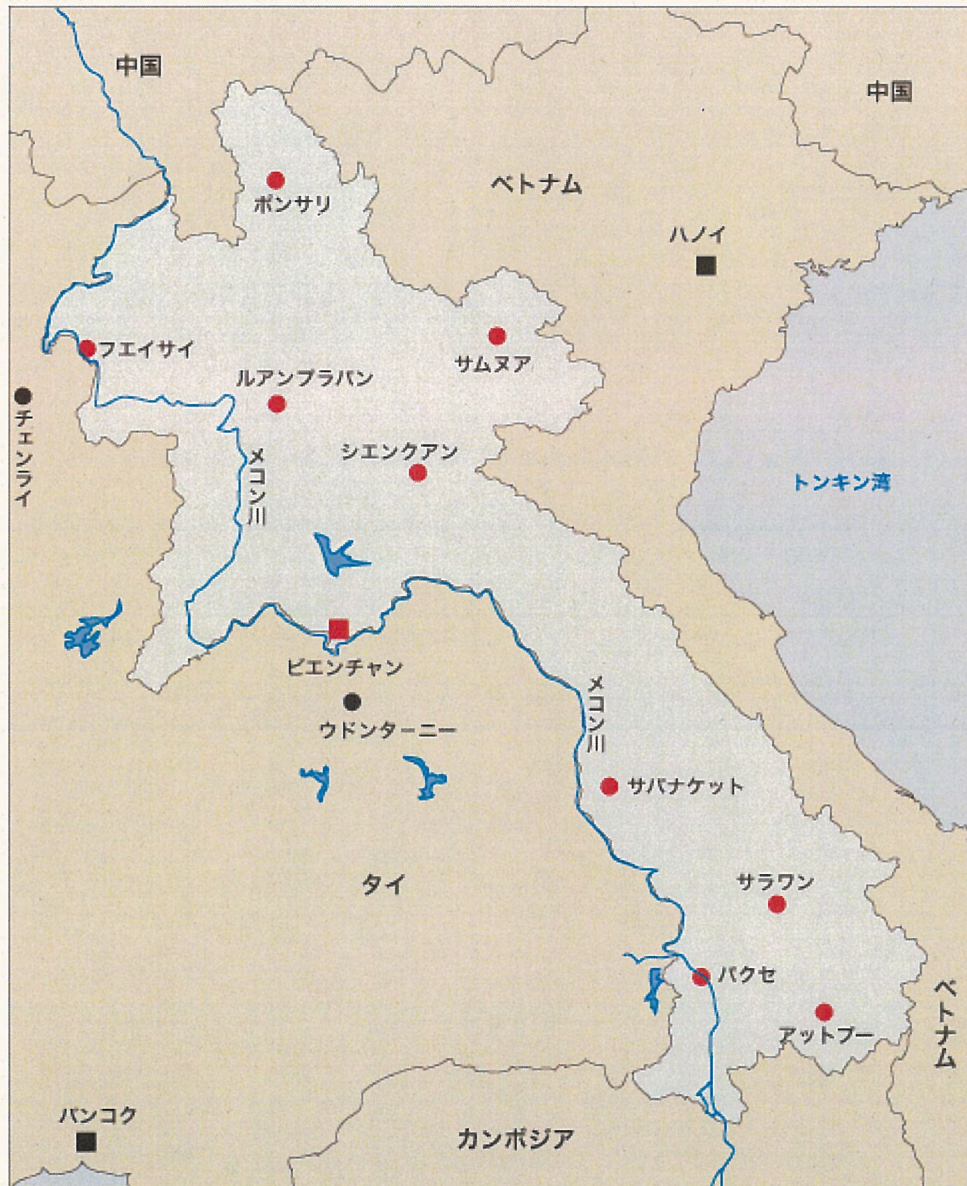 中国
中国
ポンサリ
ベトナム
ハノイ
フエイサイ
サムヌア
ルアンプラバン
チェンライ
シエンクアン
メコン川
トンキン湾
ビエンチャン
ウドンターニー
メコン川
サバナケット
タイ
サラワン
パクセ
アットプー
ベトナム
バンコク
カンボジア